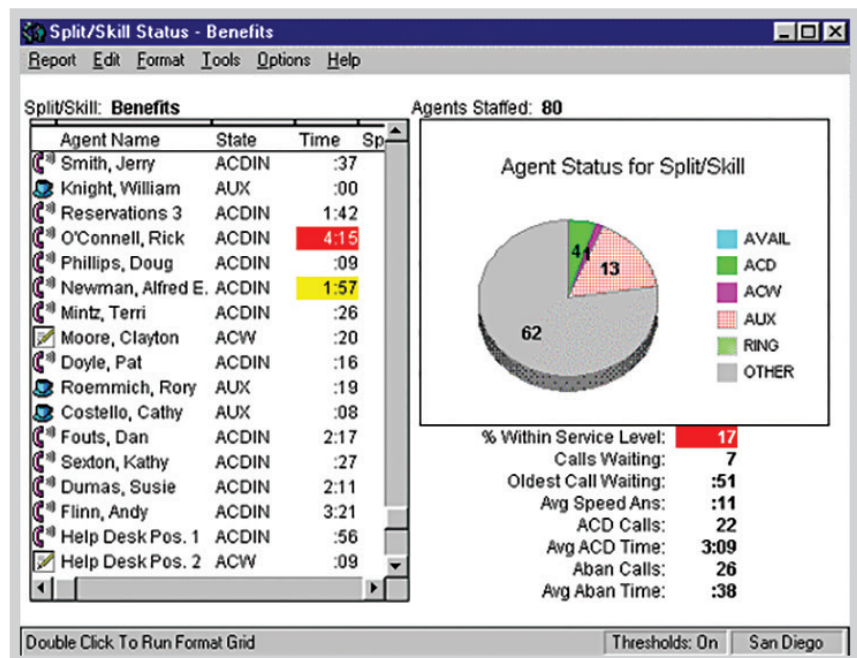 Split/Skill Status - Benefits
Report Edit Format Tools Options Help
Split/Skill: Benefits
Agents Staffed: 80
Agent Name State Time Sp
Smith, Jerry ACDIN :37
Knight, William AUX :00
Reservations 3 ACDIN 1:42
O'Connell, Rick ACDIN 4:15
Phillips, Doug ACDIN :09
Newman, Alfred E. ACDIN 1:57
Mintz, Terri ACDIN :26
Moore, Clayton ACW :20
Doyle, Pat ACDIN :16
Roemmich, Rory AUX :19
Costello, Cathy AUX :08
Fouts, Dan ACDIN 2:17
Sexton, Kathy ACDIN :27
Dumas, Susie ACDIN 2:11
Flinn, Andy ACDIN 3:21
Help Desk Pos. 1 ACDIN :56
Help Desk Pos. 2 ACW :09
Agent Status for Split/Skill
4 1
13
62
AVAIL
ACD
ACW
AUX
RING
OTHER
% Within Service Level: 17
Calls Waiting: 7
Oldest Call Waiting: :51
Avg Speed Ans: :11
ACD Calls: 22
Avg ACD Time: 3:09
Aban Calls: 26
Avg Aban Time: :38
Double Click To Run Format Grid
Thresholds: On
San Diego